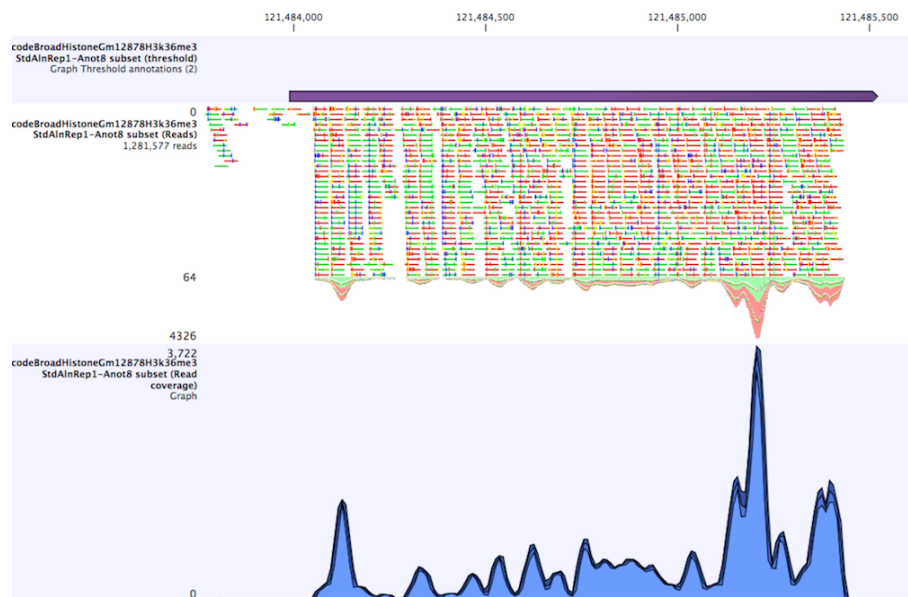 121,484,000 121,484,500 121,485,000 121,485,500
codeBroadHistoneGm12878H3k36me3
StdAlnRep1-Anot8 subset (threshold)
Graph Threshold annotations (2)
0
codeBroadHistoneGm12878H3k36me3
StdAlnRep1-Anot8 subset (Reads)
1,281,577 reads
64
4326
3,722
codeBroadHistoneGm12878H3k36me3
StdAlnRep1-Anot8 subset (Read
coverage)
Graph
0